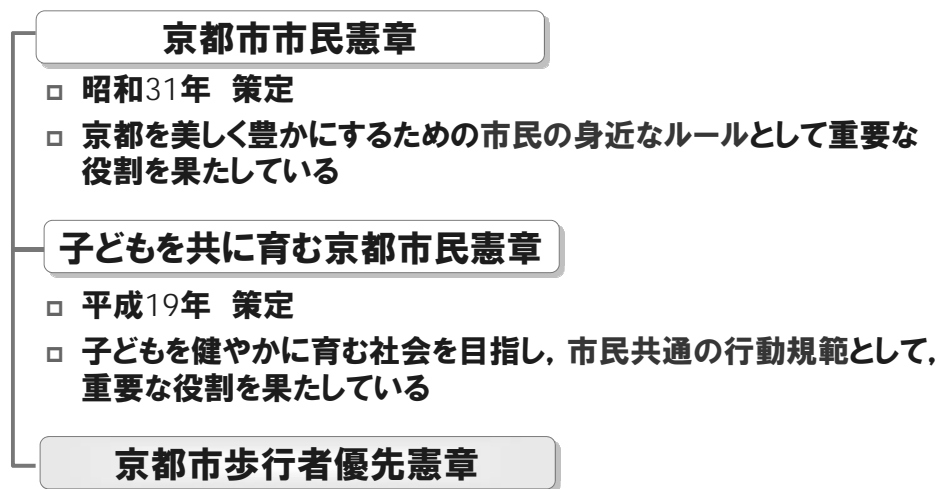 京都市市民憲章
昭和31年 策定
京都を美しく豊かにするための市民の身近なルールとして重要な
役割を果たしている
子どもを共に育む京都市民憲章
平成19年 策定
子どもを健やかに育む社会を目指し，市民共通の行動規範として，
重要な役割を果たしている
京都市歩行者優先憲章